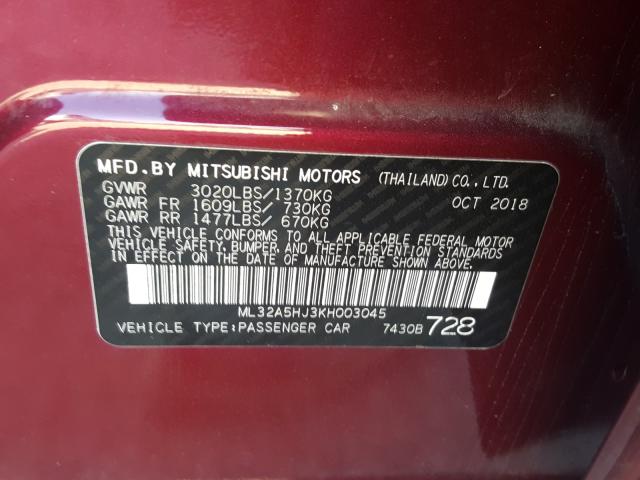 MFD.BY MITSUBISHI MOTORS (THAILAND)CO.,LTD.
GVWR 3020LBS/1370KG OCT 2018
GAWR FR 1609LBS/ 730KG
GAWR RR 1477LBS/ 670KG
THIS VEHICLE CONFORMS TO ALL APPLICABLE FEDERAL MOTOR
VEHICLE SAFETY, BUMPER, AND THEFT PREVENTION STANDARDS
IN EFFECT ON THE DATE OF MANUFACTURE SHOWN ABOVE.
ML32A5HJ3KH003045
VEHICLE TYPE:PASSENGER CAR 7430B 728